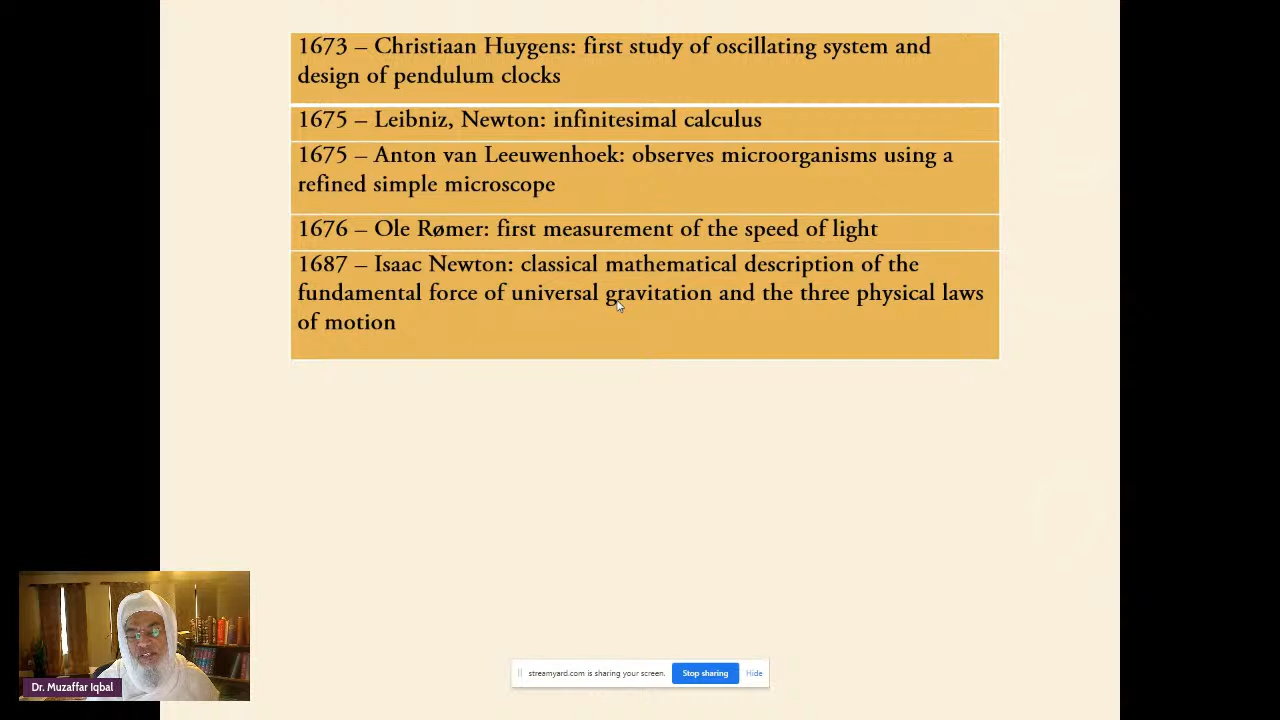 1673 – Christiaan Huygens: first study of oscillating system and
design of pendulum clocks
1675 – Leibniz, Newton: infinitesimal calculus
1675 – Anton van Leeuwenhoek: observes microorganisms using a
refined simple microscope
1676 – Ole Rømer: first measurement of the speed of light
1687 – Isaac Newton: classical mathematical description of the
fundamental force of universal gravitation and the three physical laws
of motion
streamyard.com is sharing your screen. Stop sharing Hide
Dr. Muzaffar Iqbal